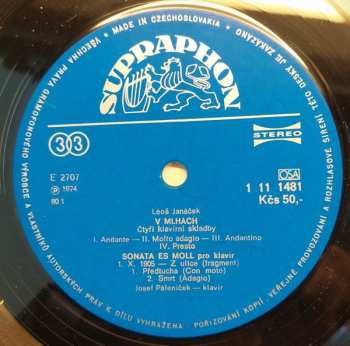 • MADE IN CZECHOSLOVAKIA •
VŠECHNA PRÁVA GRAMOFONOVÉHO VÝROBCE A VLASTNÍKŮ AUTORSKÝCH PRÁV K DÍLU VYHRAŽENA • POŘIZOVÁNÍ KOPIÍ, VEŘEJNÉ PROVOZOVÁNÍ A ROZHLASOVÉ ŠÍŘENÍ TÉTO DESKY JE ZAKÁZÁNO
SUPRAPHON
33
STEREO
E 2707
OSA
1 11 1481
Ⓟ 1974
Kčs 50,-
80 1
Leoš Janáček
V MLHÁCH
Čtyři klavírní skladby
I. Andante – II. Molto adagio – III. Andantino
IV. Presto
SONATA ES MOLL pro klavír
1. X. 1905 – Z ulice (fragment)
1. Předtucha (Con moto)
2. Smrt (Adagio)
Josef Páleníček – klavír